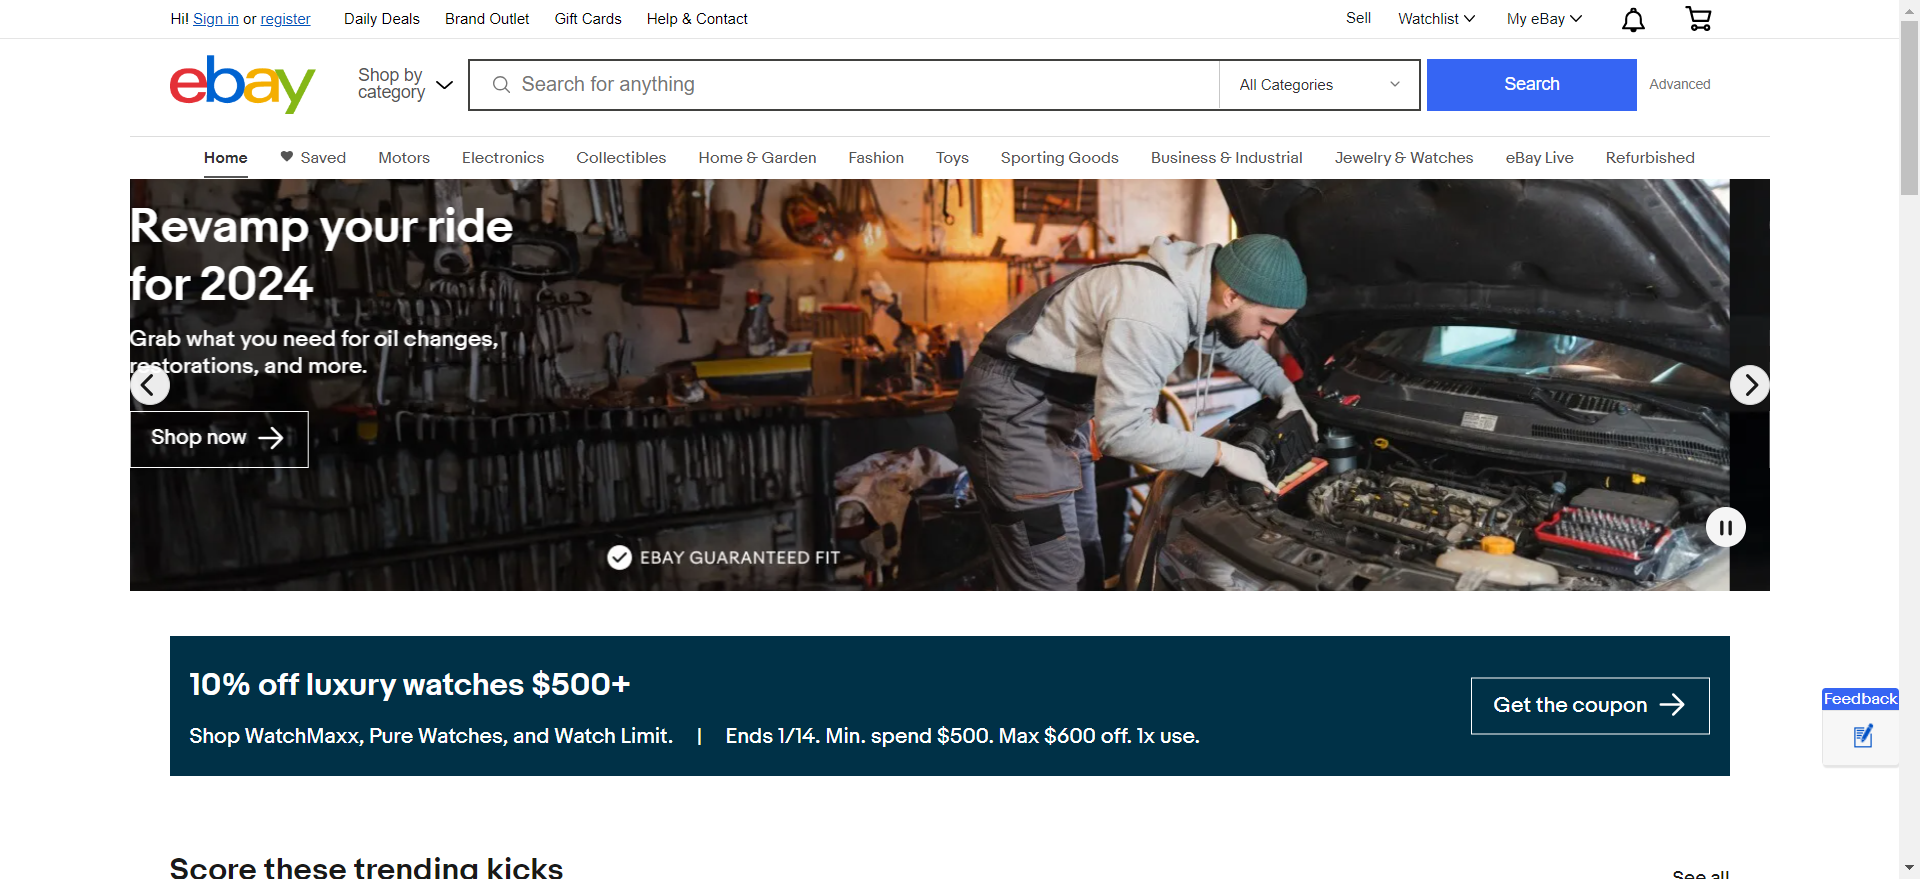 Hi! Sign in or register Daily Deals Brand Outlet Gift Cards Help & Contact Sell Watchlist My eBay
ebay Shop by category Search for anything All Categories Search Advanced
Home Saved Motors Electronics Collectibles Home & Garden Fashion Toys Sporting Goods Business & Industrial Jewelry & Watches eBay Live Refurbished
Revamp your ride
for 2024
Grab what you need for oil changes,
restorations, and more.
Shop now
EBAY GUARANTEED FIT
10% off luxury watches $500+
Shop WatchMaxx, Pure Watches, and Watch Limit. | Ends 1/14. Min. spend $500. Max $600 off. 1x use.
Get the coupon
Feedback
Score these trending kicks
See all